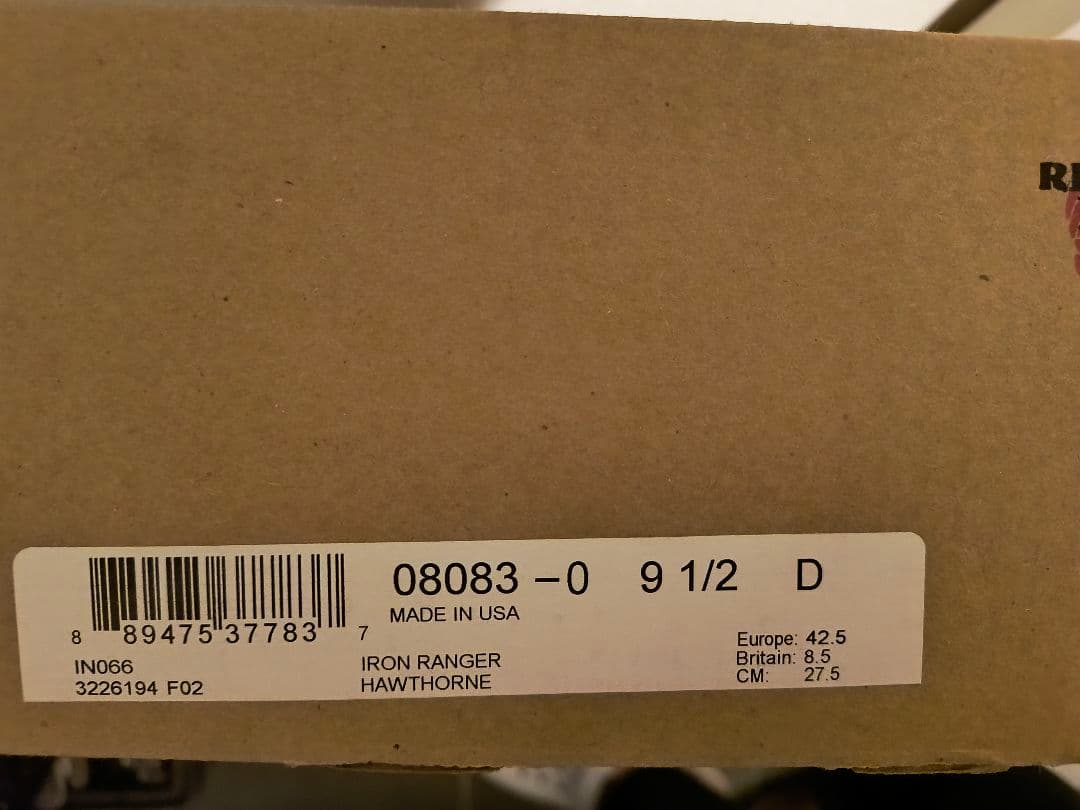 08083 –0 9 1/2 D
MADE IN USA
8 89475 37783 7
Europe: 42.5
Britain: 8.5
CM: 27.5
IN066
3226194 F02
IRON RANGER
HAWTHORNE